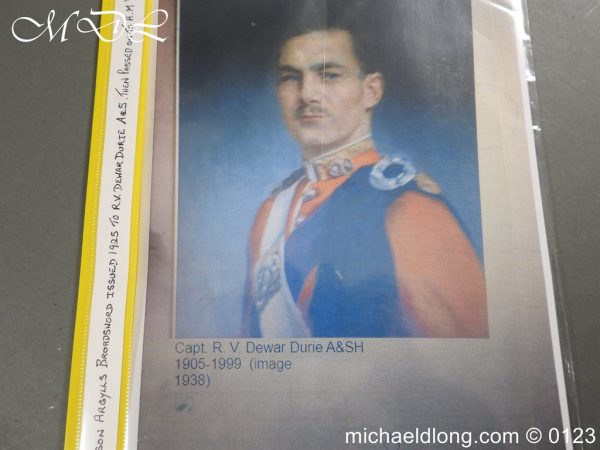 MDL
SON ARGYLLS BROADSWORD ISSUED 1925 TO R.V. DEWAR DURIE A&S. THEN PASSED
Capt. R. V. Dewar Durie A&SH
1905-1999 (image
1938)
michaeldlong.com © 0123